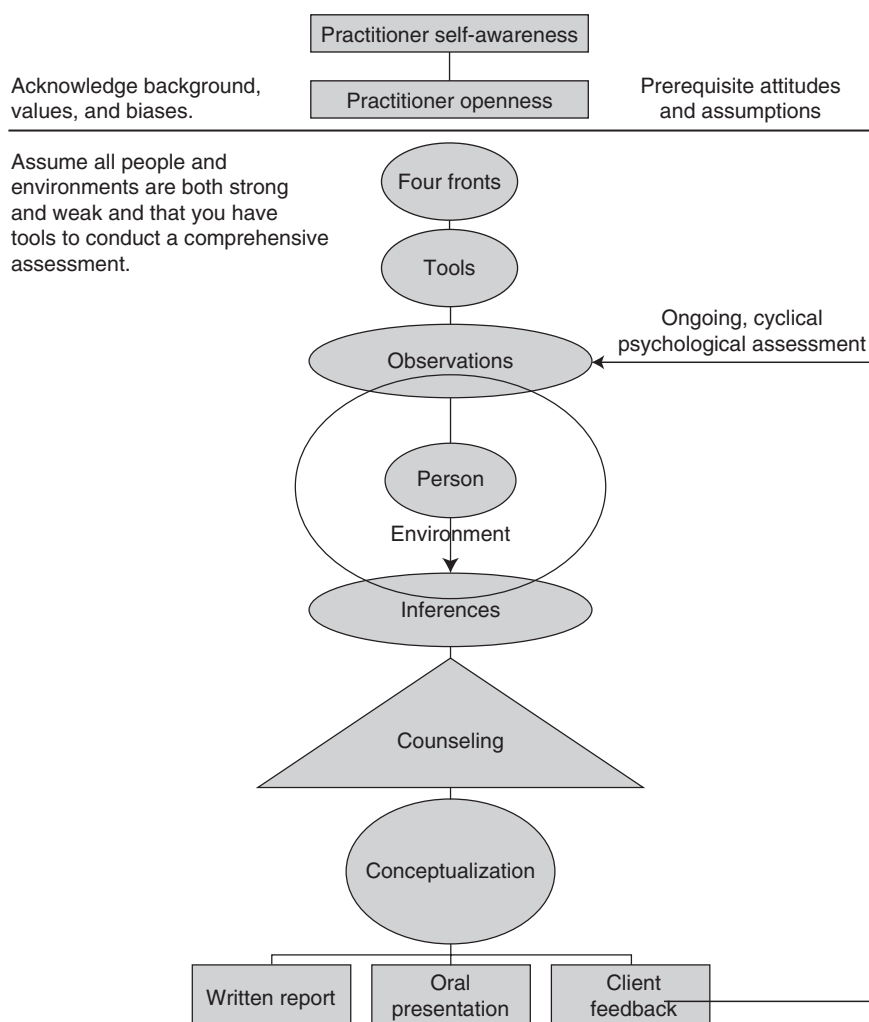 Practitioner self-awareness
Acknowledge background,
values, and biases.
Practitioner openness
Prerequisite attitudes
and assumptions
Assume all people and
environments are both strong
and weak and that you have
tools to conduct a comprehensive
assessment.
Four fronts
Tools
Observations
Ongoing, cyclical
psychological assessment
Person
Environment
Inferences
Counseling
Conceptualization
Written report
Oral
presentation
Client
feedback